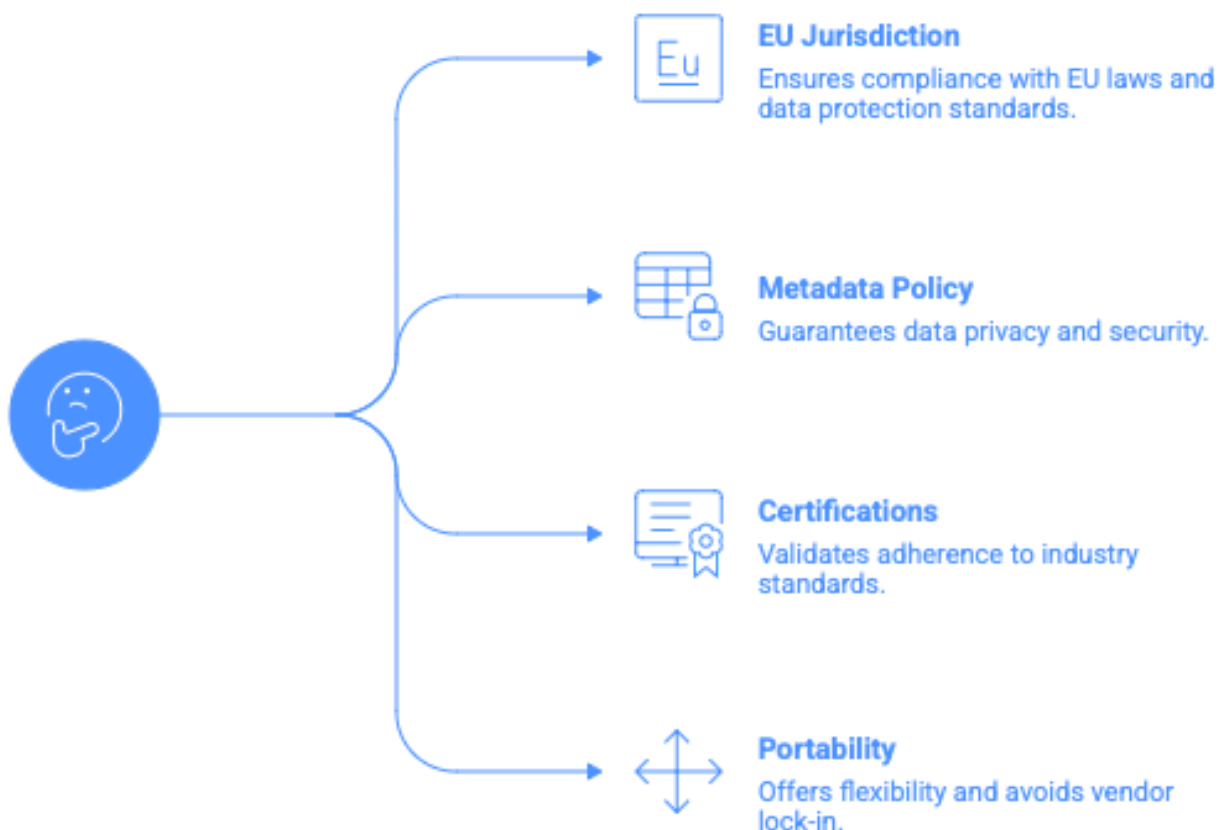 Eu
EU Jurisdiction
Ensures compliance with EU laws and
data protection standards.
Metadata Policy
Guarantees data privacy and security.
Certifications
Validates adherence to industry
standards.
Portability
Offers flexibility and avoids vendor
lock-in.